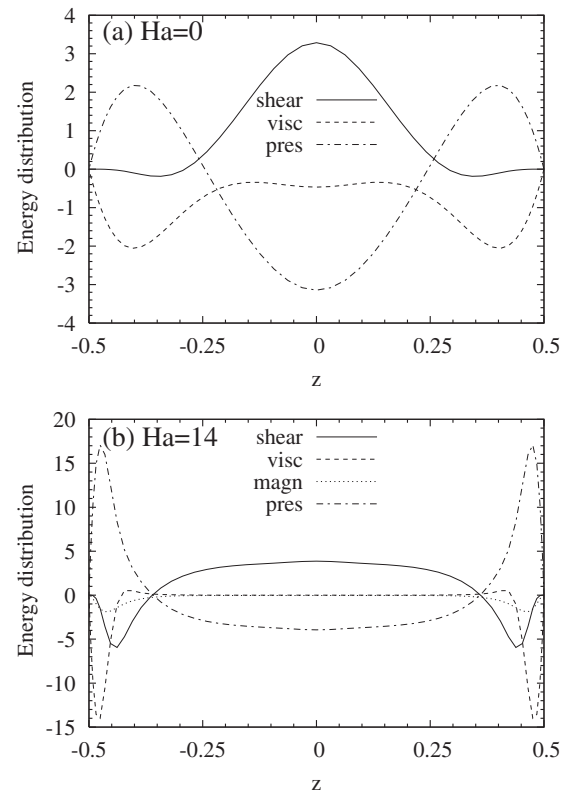 (a) Ha=0
shear
visc
pres
Energy distribution
4
3
2
1
0
-1
-2
-3
-4
-0.5
-0.25
0
0.25
0.5
z
(b) Ha=14
shear
visc
magn
pres
Energy distribution
20
15
10
5
0
-5
-10
-15
-0.5
-0.25
0
0.25
0.5
z